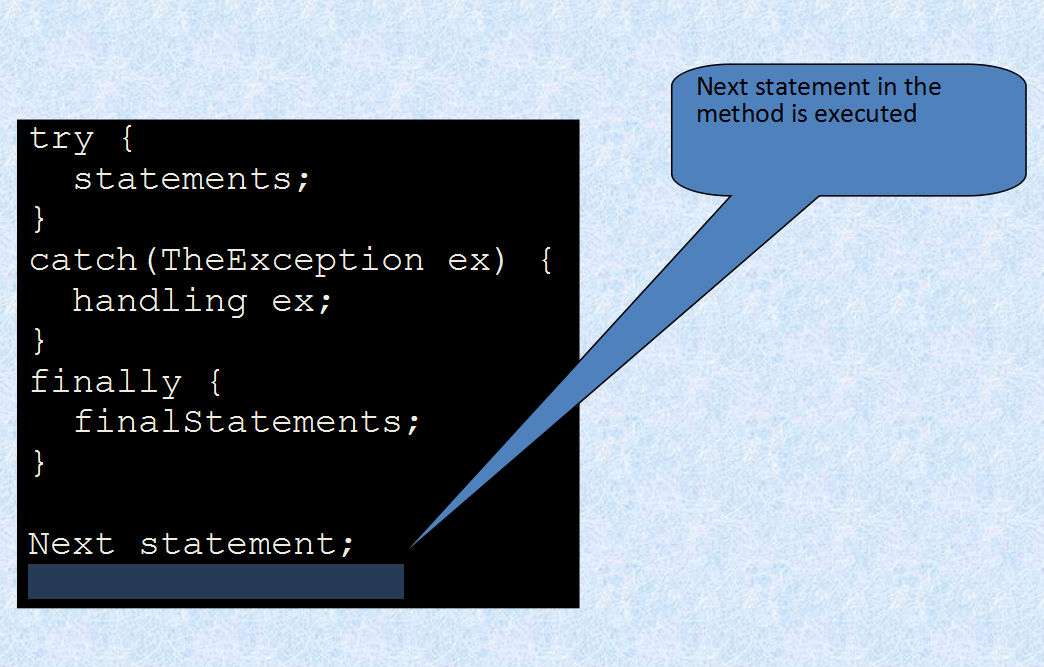 try {
  statements;
}
catch(TheException ex) {
  handling ex;
}
finally {
  finalStatements;
}
Next statement;
Next statement in the
method is executed